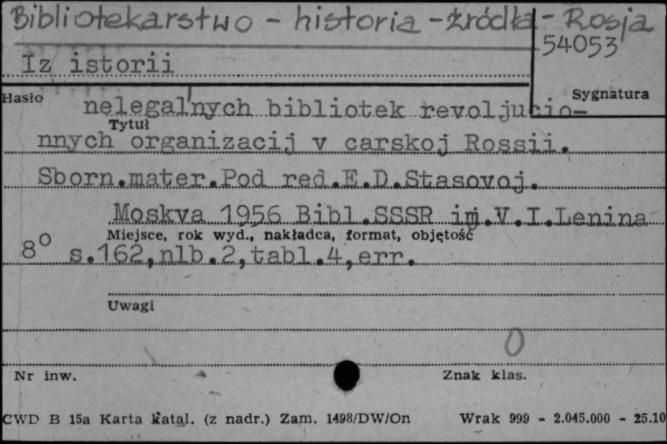 Bibliotekarstwo - historia - źródła - Rosja
54053
Iz istorii
Hasło
Sygnatura
nelegalʹnych bibliotek revoljucio-
Tytuł
nnych organizacij v carskoj Rossii.
Sborn.mater.Pod red.E.D.Stasovoj.
Moskva 1956 Bibl.SSSR im.V.I.Lenina
Miejsce, rok wyd., nakładca, format, objętość
8° s.162,nlb.2,tabl.4,err.
Uwagi
0
Nr inw.
Znak klas.
CWD B 15a Karta katal. (z nadr.) Zam. 1498/DW/On Wrak 999 - 2.045.000 - 25.10